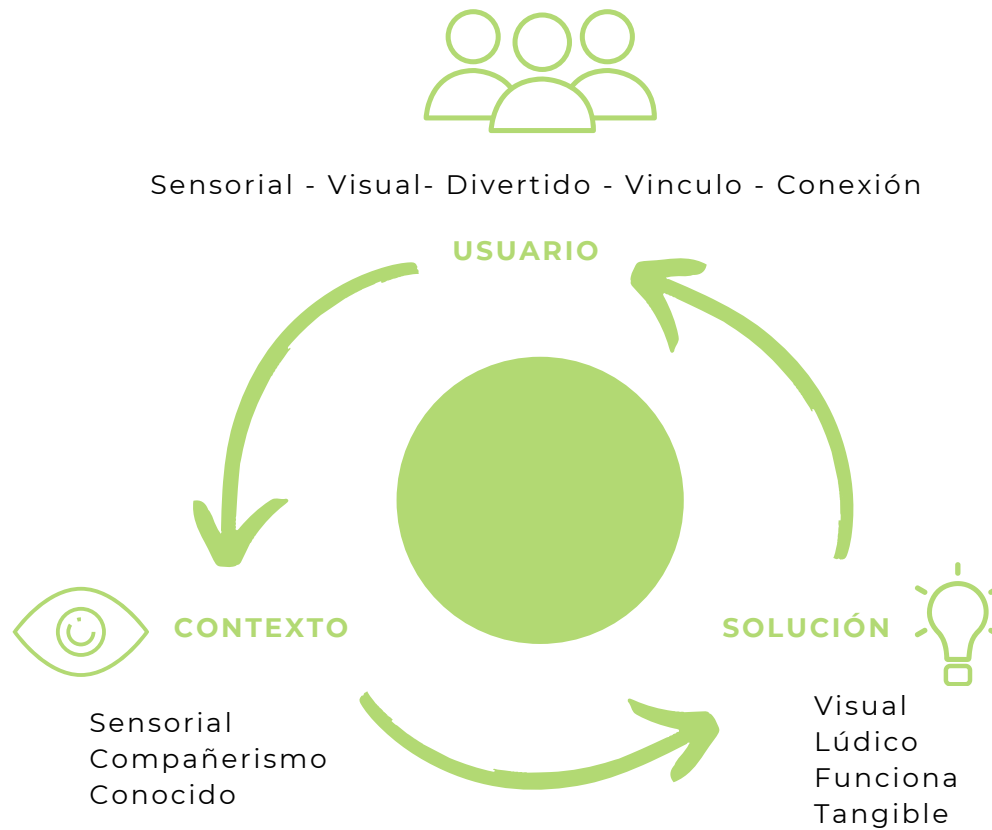 Sensorial - Visual- Divertido - Vinculo - Conexión
USUARIO
CONTEXTO
Sensorial
Compañerismo
Conocido
SOLUCIÓN
Visual
Lúdico
Funciona
Tangible